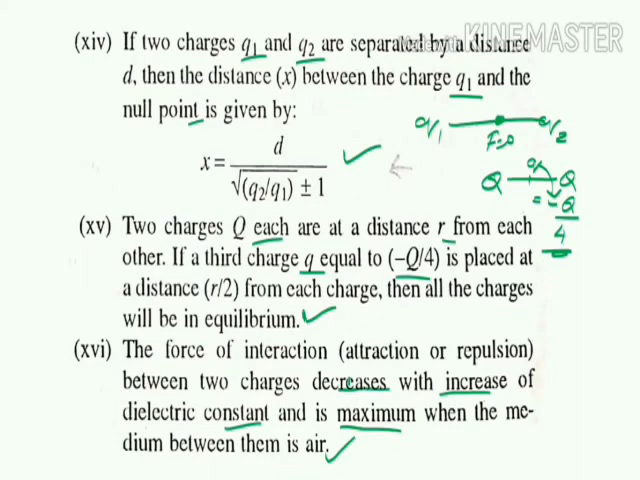 Made with KINEMASTER
(xiv) If two charges q1 and q2 are separated by a distance
d, then the distance (x) between the charge q1 and the
null point is given by:
x = d / √(q2/q1) ± 1
q1 q2
F=0
Q q Q
= -Q/4
(xv) Two charges Q each are at a distance r from each
other. If a third charge q equal to (–Q/4) is placed at
a distance (r/2) from each charge, then all the charges
will be in equilibrium.
(xvi) The force of interaction (attraction or repulsion)
between two charges decreases with increase of
dielectric constant and is maximum when the me-
dium between them is air.